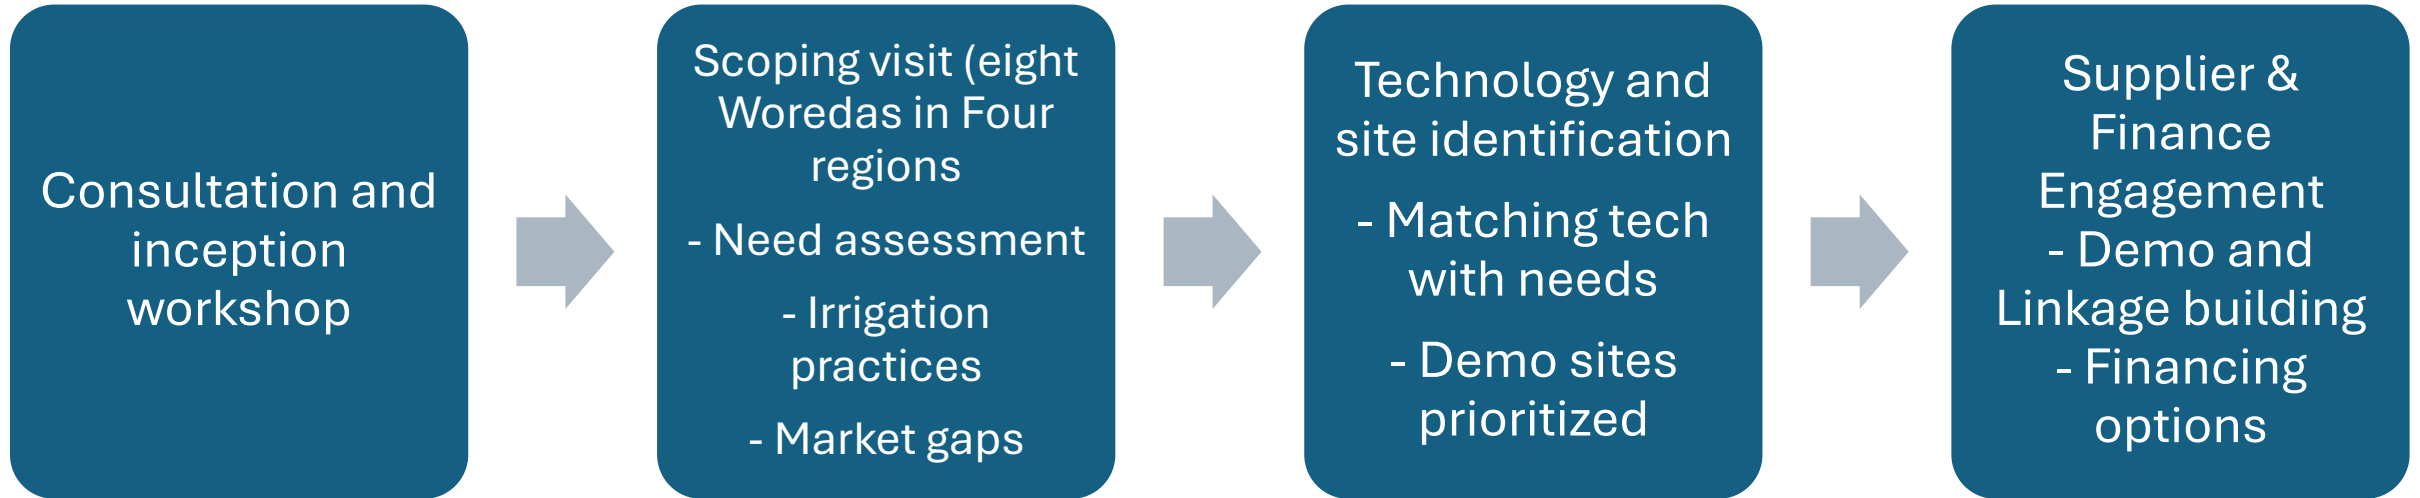 Consultation and
inception
workshop
Scoping visit (eight
Woredas in Four
regions
- Need assessment
- Irrigation
practices
- Market gaps
Technology and
site identification
- Matching tech
with needs
- Demo sites
prioritized
Supplier &
Finance
Engagement
- Demo and
Linkage building
- Financing
options